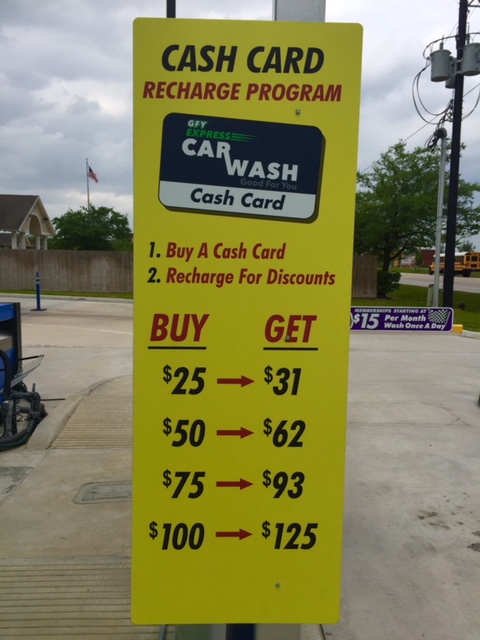 CASH CARD
RECHARGE PROGRAM
GFY
EXPRESS
CAR
WASH
Good For You
Cash Card
1. Buy A Cash Card
2. Recharge For Discounts
BUY GET
$25 → $31
$50 → $62
$75 → $93
$100 → $125
MEMBERSHIPS STARTING AT
$15 Per Month
Wash Once A Day